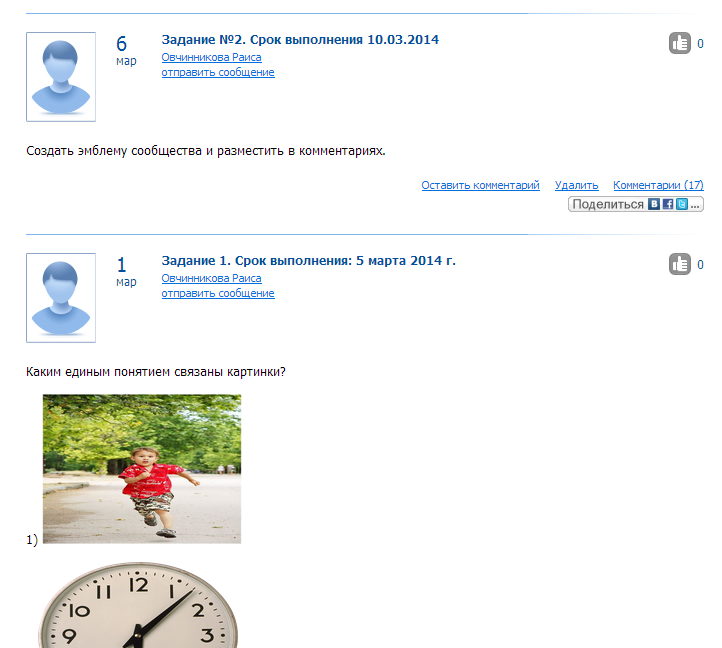 6
мар
Задание №2. Срок выполнения 10.03.2014
Овчинникова Раиса
отправить сообщение
0
Создать эмблему сообщества и разместить в комментариях.
Оставить комментарий Удалить Комментарии (17)
Поделиться B f t ...
1
мар
Задание 1. Срок выполнения: 5 марта 2014 г.
Овчинникова Раиса
отправить сообщение
0
Каким единым понятием связаны картинки?
1)
11 12 1
10 2
9 3